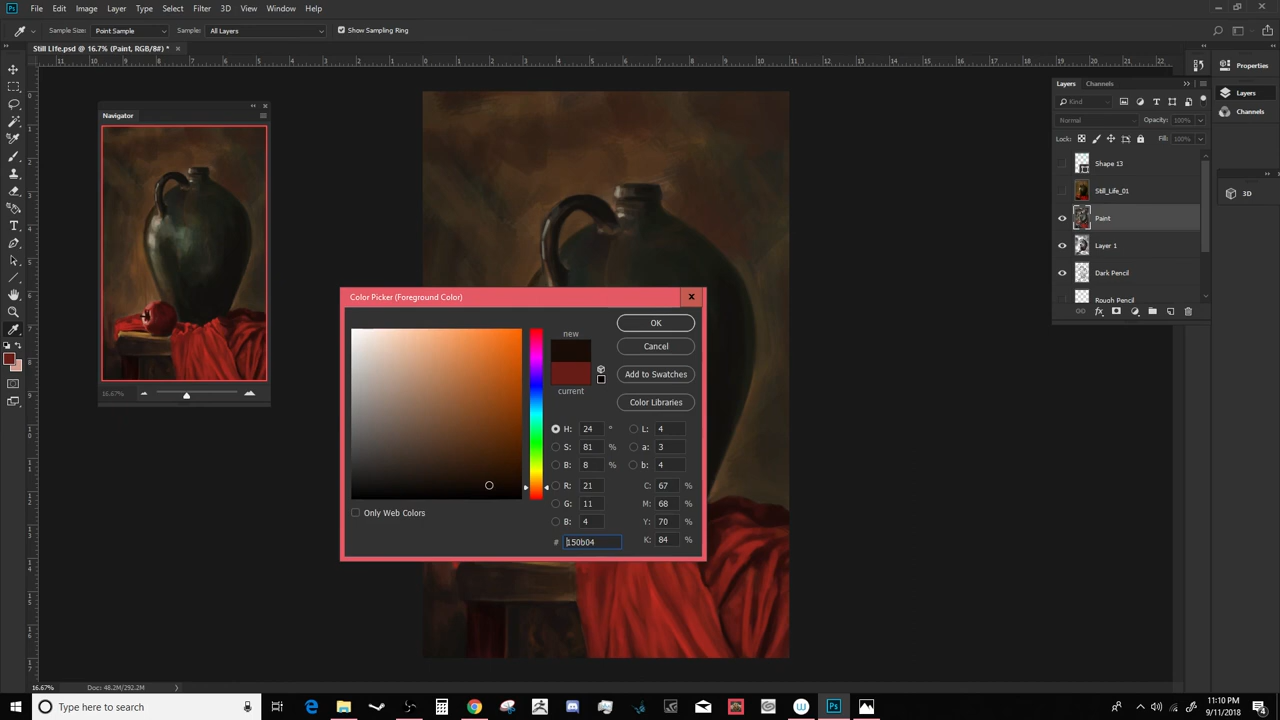 Ps File Edit Image Layer Type Select Filter 3D View Window Help
Sample Size: Point Sample Sample: All Layers Show Sampling Ring
Still LIfe.psd @ 16.7% (Paint, RGB/8#) *
Properties
Layers Channels
Kind
Layers
Navigator
Channels
Normal Opacity: 100%
Lock: Fill: 100%
Shape 13
Still_Life_01
3D
Paint
Layer 1
Dark Pencil
Rough Pencil
16.67%
Color Picker (Foreground Color)
new
current
OK
Cancel
Add to Swatches
Color Libraries
H: 24 ° L: 4
S: 81 % a: 3
B: 8 % b: 4
R: 21 C: 67 %
G: 11 M: 68 %
B: 4 Y: 70 %
# 150b04 K: 84 %
Only Web Colors
16.67% Doc: 48.2M/292.2M
Type here to search
11:10 PM
9/11/2018